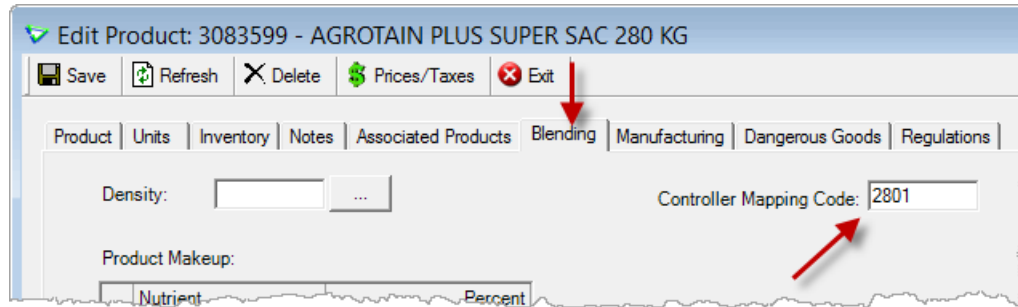 Edit Product: 3083599 - AGROTAIN PLUS SUPER SAC 280 KG
Save Refresh Delete Prices/Taxes Exit
Product Units Inventory Notes Associated Products Blending Manufacturing Dangerous Goods Regulations
Density: ... Controller Mapping Code: 2801
Product Makeup:
Nutrient Percent